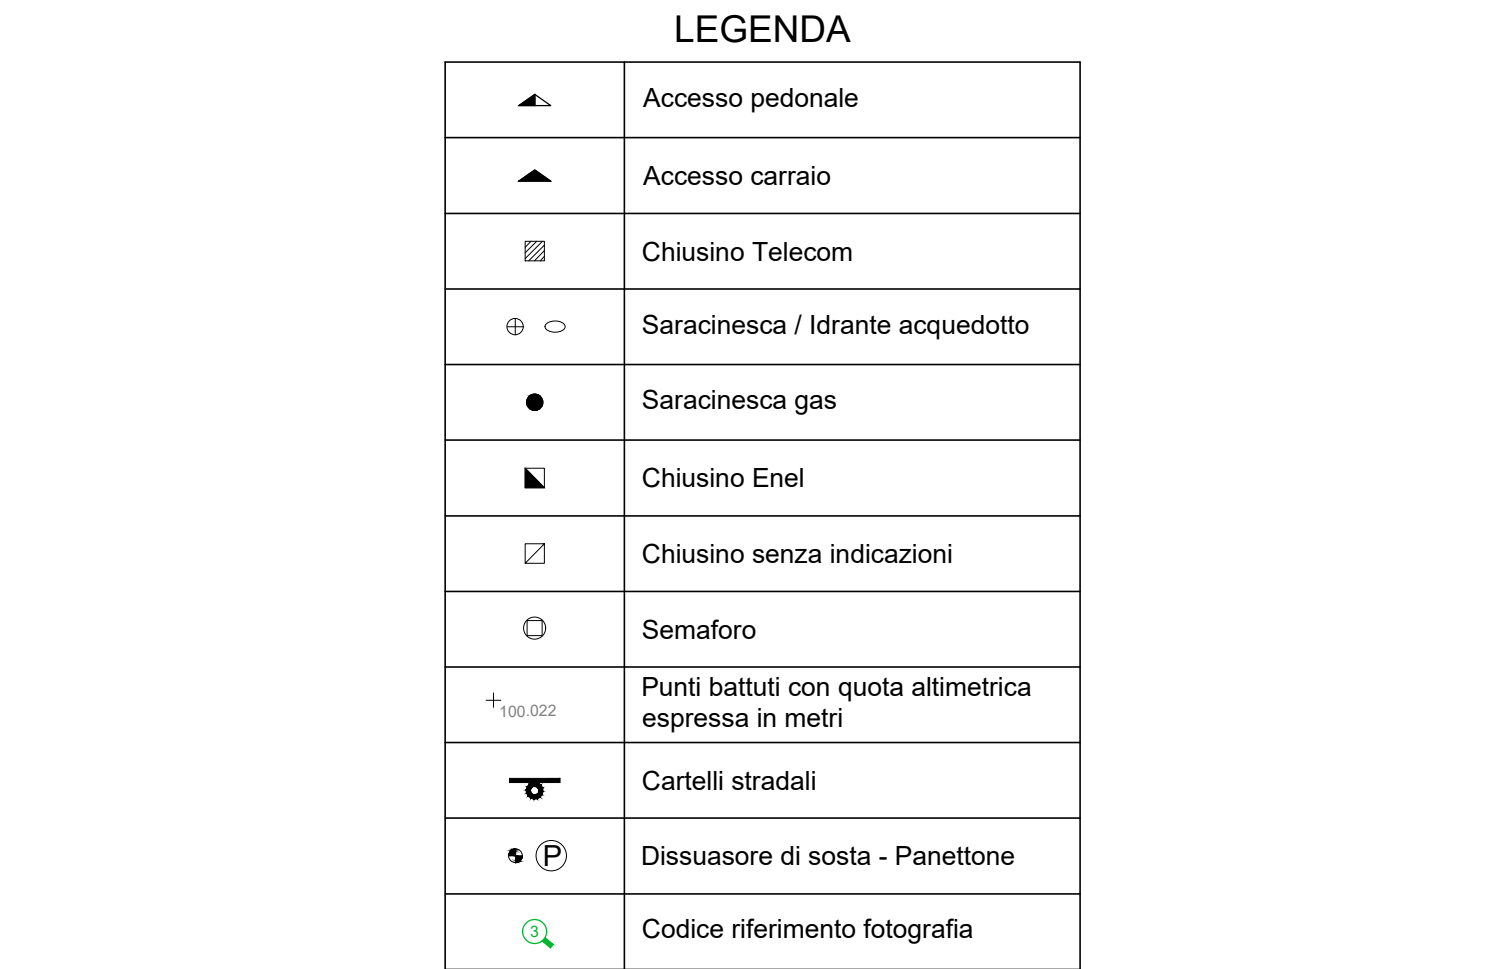 LEGENDA
Accesso pedonale
Accesso carraio
Chiusino Telecom
Saracinesca / Idrante acquedotto
Saracinesca gas
Chiusino Enel
Chiusino senza indicazioni
Semaforo
100.022
Punti battuti con quota altimetrica
espressa in metri
Cartelli stradali
P
Dissuasore di sosta - Panettone
3
Codice riferimento fotografia